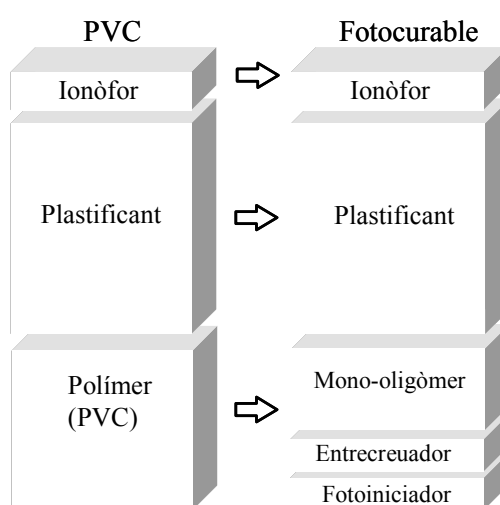 PVC
Fotocurable
Ionòfor
Ionòfor
Plastificant
Plastificant
Polímer
(PVC)
Mono-oligòmer
Entrecreuador
Fotoiniciador